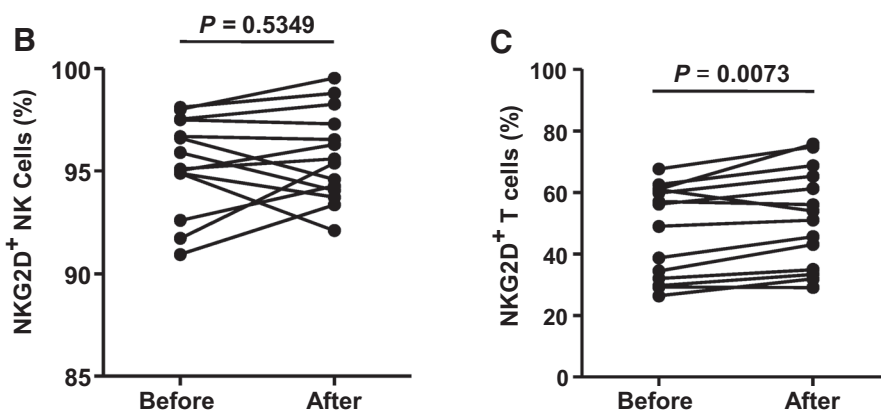 B
P = 0.5349
NKG2D+ NK Cells (%)
100
95
90
85
Before After
C
P = 0.0073
NKG2D+ T cells (%)
100
80
60
40
20
0
Before After